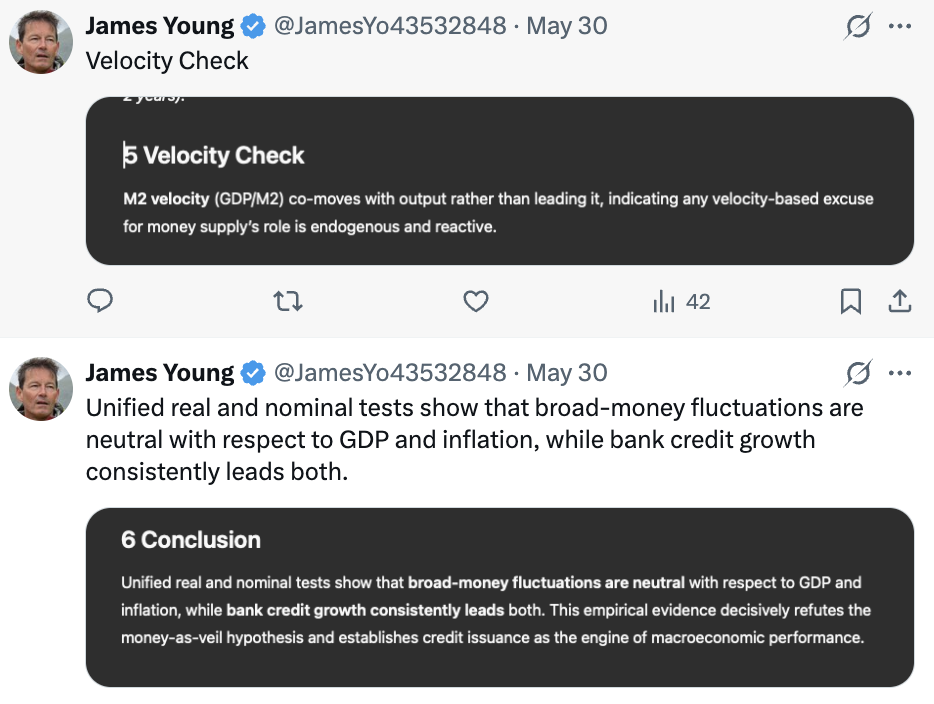 James Young @JamesYo43532848 · May 30
Velocity Check
2 years).
5 Velocity Check
M2 velocity (GDP/M2) co-moves with output rather than leading it, indicating any velocity-based excuse
for money supply's role is endogenous and reactive.
42
James Young @JamesYo43532848 · May 30
Unified real and nominal tests show that broad-money fluctuations are
neutral with respect to GDP and inflation, while bank credit growth
consistently leads both.
6 Conclusion
Unified real and nominal tests show that broad-money fluctuations are neutral with respect to GDP and
inflation, while bank credit growth consistently leads both. This empirical evidence decisively refutes the
money-as-veil hypothesis and establishes credit issuance as the engine of macroeconomic performance.